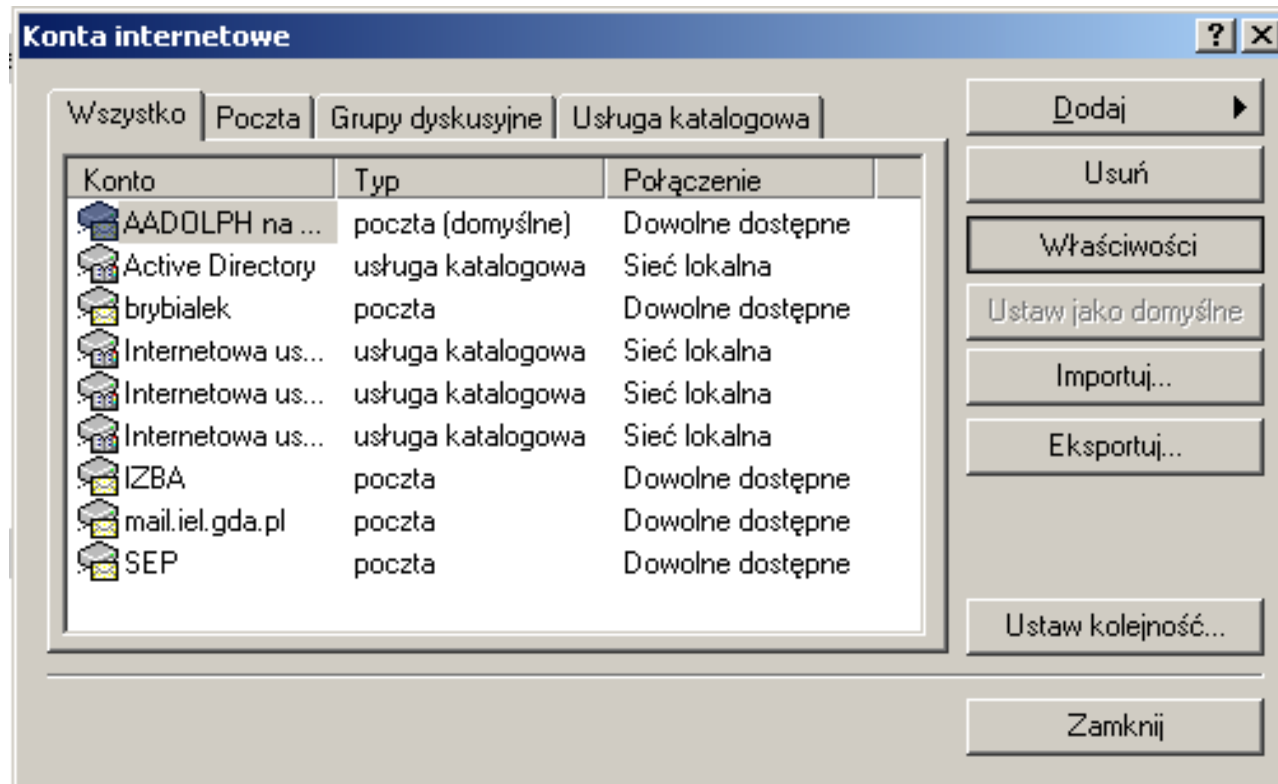 Konta internetowe
Wszystko Poczta Grupy dyskusyjne Usługa katalogowa
Konto Typ Połączenie
AADOLPH na ... poczta (domyślne) Dowolne dostępne
Active Directory usługa katalogowa Sieć lokalna
brybialek poczta Dowolne dostępne
Internetowa us... usługa katalogowa Sieć lokalna
Internetowa us... usługa katalogowa Sieć lokalna
Internetowa us... usługa katalogowa Sieć lokalna
IZBA poczta Dowolne dostępne
mail.iel.gda.pl poczta Dowolne dostępne
SEP poczta Dowolne dostępne
Dodaj
Usuń
Właściwości
Ustaw jako domyślne
Importuj...
Eksportuj...
Ustaw kolejność...
Zamknij